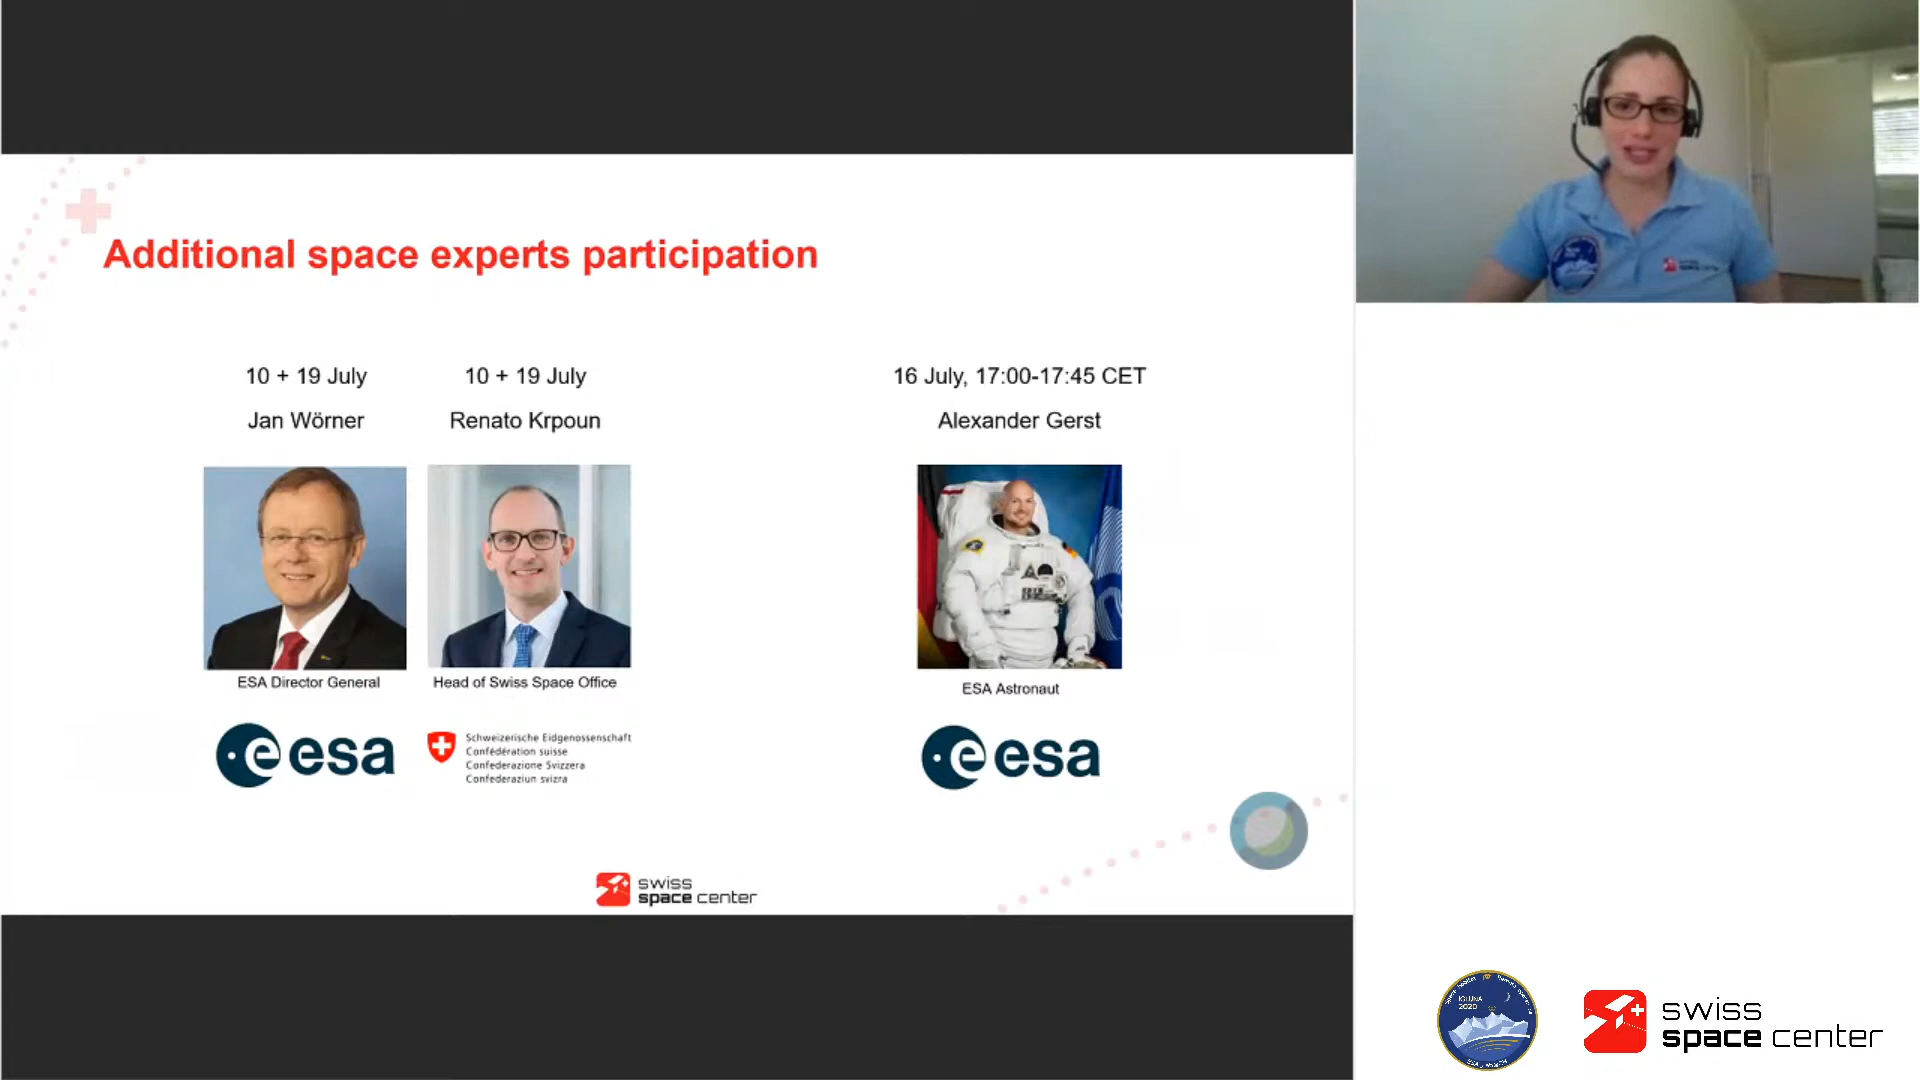 Additional space experts participation
10 + 19 July
Jan Wörner
ESA Director General
esa
10 + 19 July
Renato Krpoun
Head of Swiss Space Office
Schweizerische Eidgenossenschaft
Confédération suisse
Confederazione Svizzera
Confederaziun svizra
16 July, 17:00-17:45 CET
Alexander Gerst
ESA Astronaut
esa
swiss
space center
IGLUNA
2020
swiss
space center